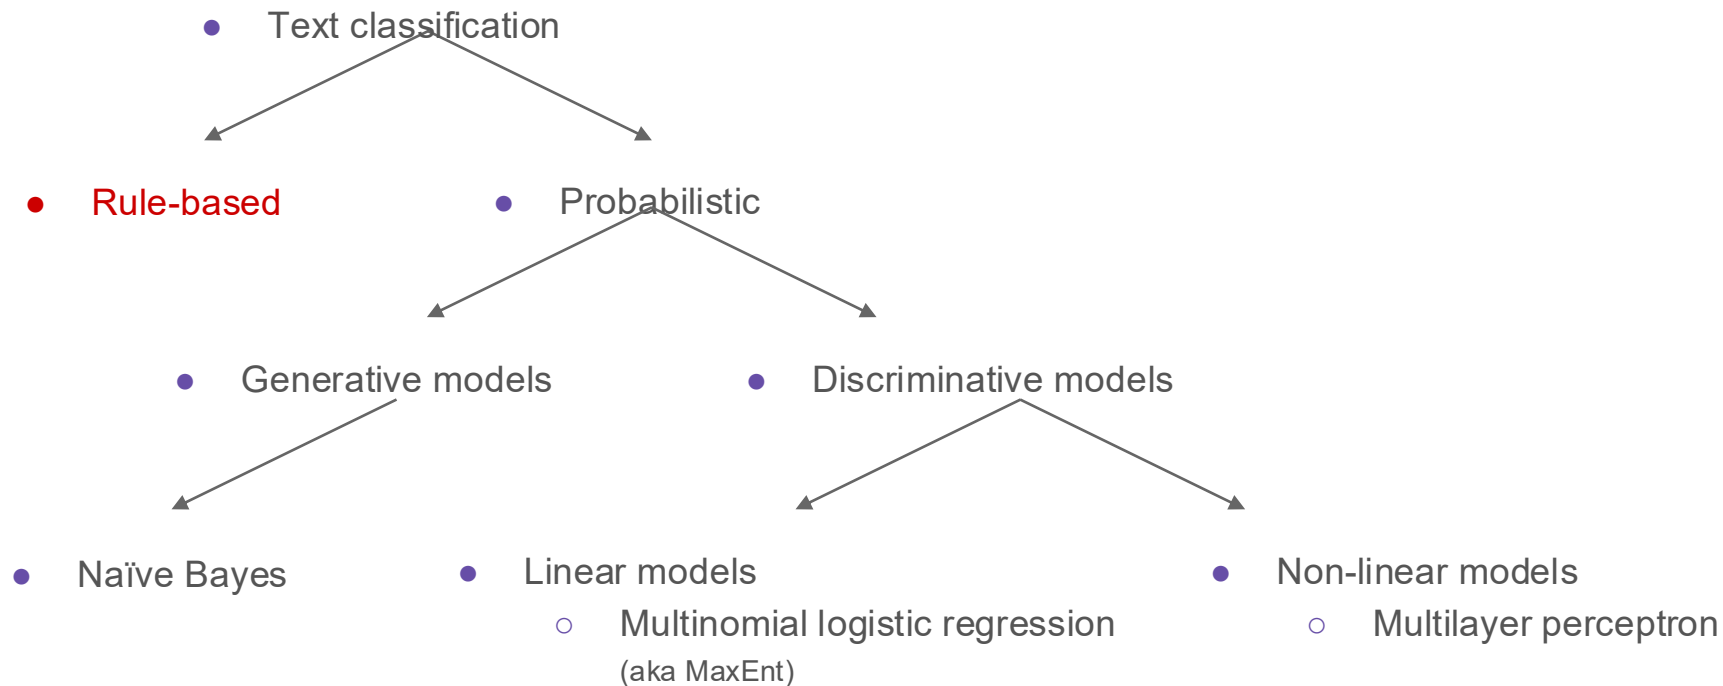 Text classification
Rule-based
Probabilistic
Generative models
Discriminative models
Naïve Bayes
Linear models
Non-linear models
Multinomial logistic regression
Multilayer perceptron
(aka MaxEnt)